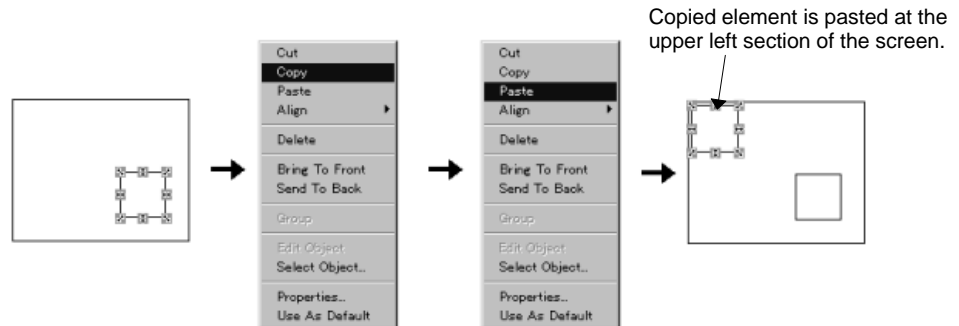 Copied element is pasted at the
upper left section of the screen.
Cut
Copy
Paste
Align
Delete
Bring To Front
Send To Back
Group
Edit Object
Select Object..
Properties..
Use As Default
Cut
Copy
Paste
Align
Delete
Bring To Front
Send To Back
Group
Edit Object
Select Object..
Properties..
Use As Default